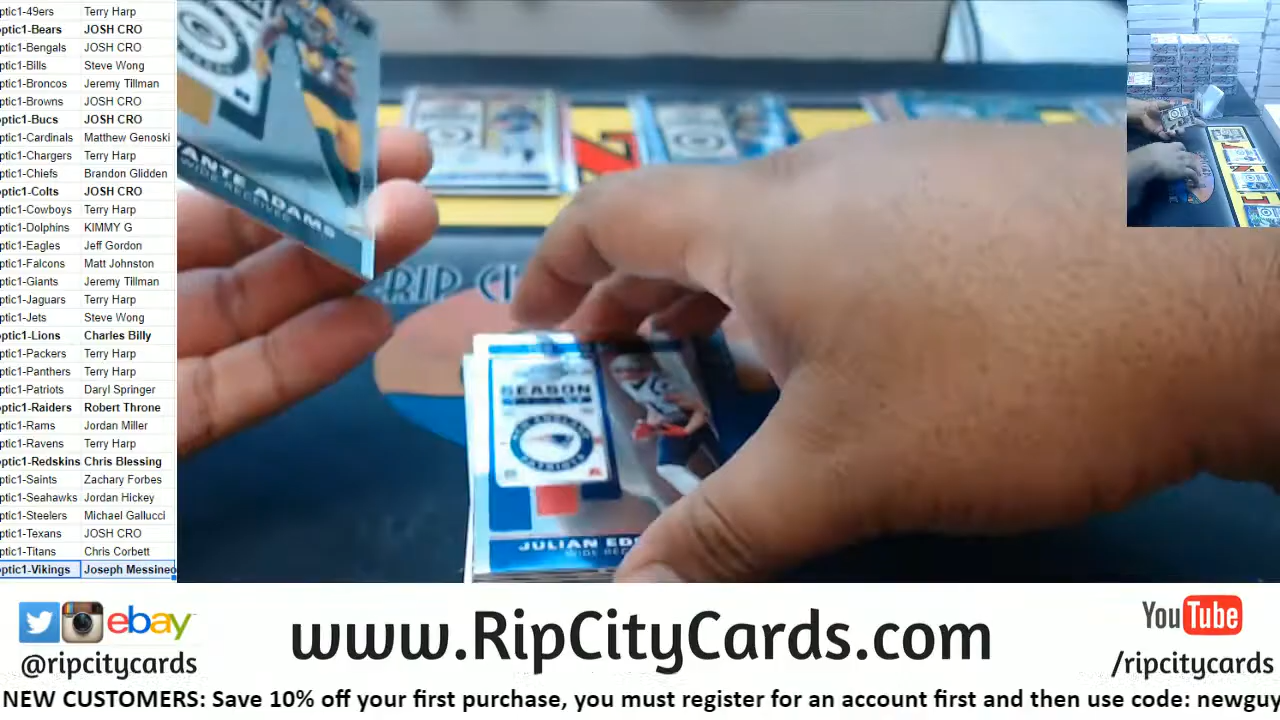 ptic1-49ers Terry Harp
ptic1-Bears JOSH CRO
ptic1-Bengals JOSH CRO
ptic1-Bills Steve Wong
ptic1-Broncos Jeremy Tillman
ptic1-Browns JOSH CRO
ptic1-Bucs JOSH CRO
ptic1-Cardinals Matthew Genoski
ptic1-Chargers Terry Harp
ptic1-Chiefs Brandon Glidden
ptic1-Colts JOSH CRO
ptic1-Cowboys Terry Harp
ptic1-Dolphins KIMMY G
ptic1-Eagles Jeff Gordon
ptic1-Falcons Matt Johnston
ptic1-Giants Jeremy Tillman
ptic1-Jaguars Terry Harp
ptic1-Jets Steve Wong
ptic1-Lions Charles Billy
ptic1-Packers Terry Harp
ptic1-Panthers Terry Harp
ptic1-Patriots Daryl Springer
ptic1-Raiders Robert Throne
ptic1-Rams Jordan Miller
ptic1-Ravens Terry Harp
ptic1-Redskins Chris Blessing
ptic1-Saints Zachary Forbes
ptic1-Seahawks Jordan Hickey
ptic1-Steelers Michael Gallucci
ptic1-Texans JOSH CRO
ptic1-Titans Chris Corbett
ptic1-Vikings Joseph Messineo
ANTE ADAMS
WIDE RECEIVER
RIP CI
SEASON
NEW ENGLAND
PATRIOTS
JULIAN ED
WIDE REC
ebay
@ripcitycards
www.RipCityCards.com
YouTube
/ripcitycards
NEW CUSTOMERS: Save 10% off your first purchase, you must register for an account first and then use code: newguy